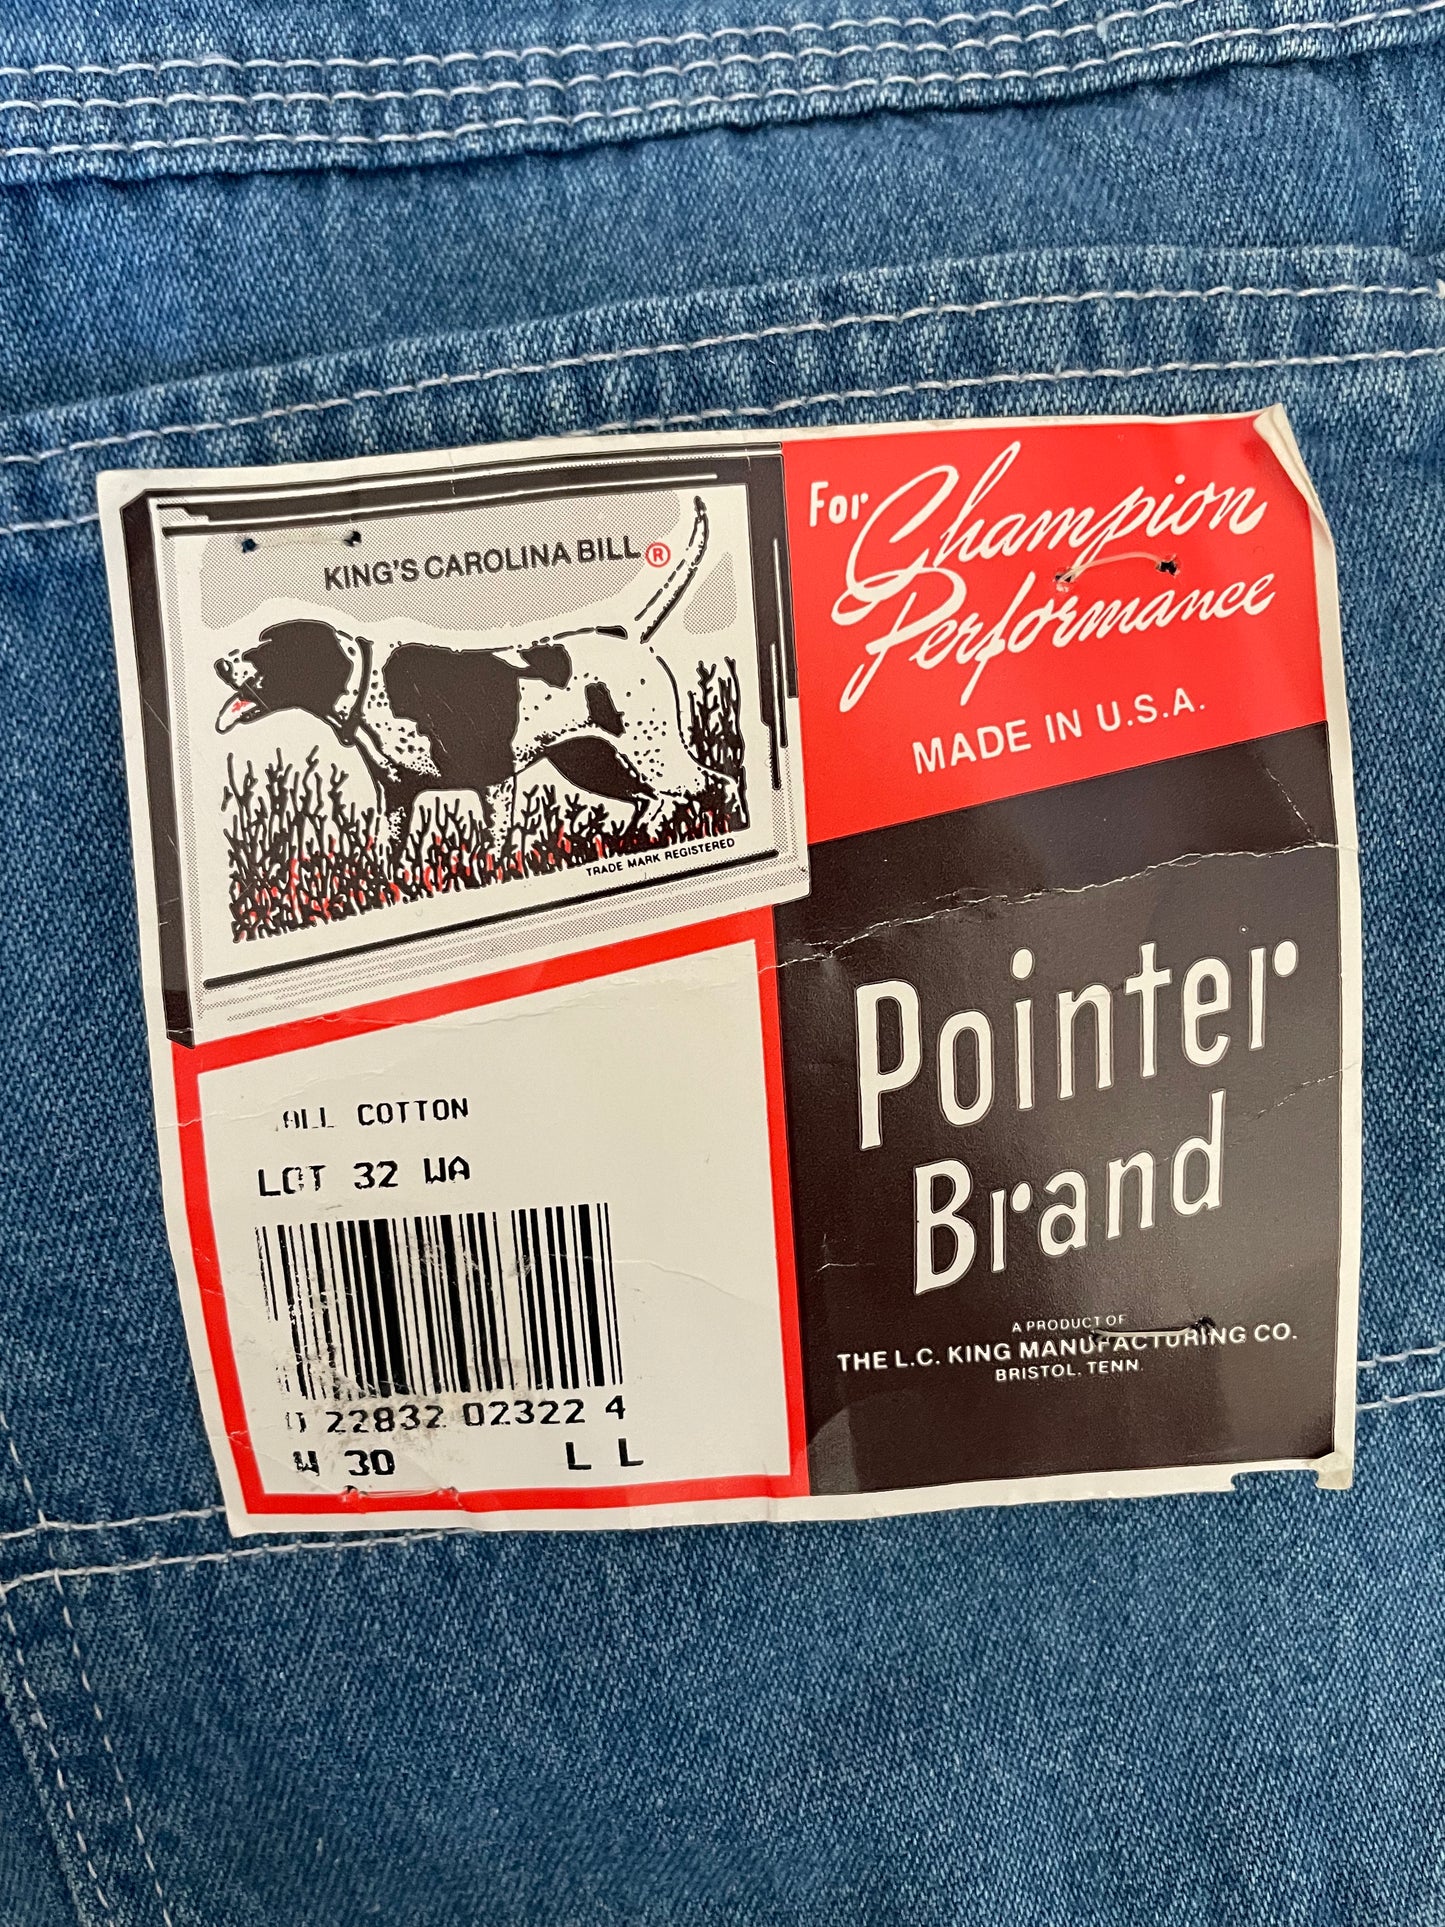 KING'S CAROLINA BILL ®
TRADE MARK REGISTERED
For Champion
Performance
MADE IN U.S.A.
Pointer
Brand
A PRODUCT OF
THE L.C. KING MANUFACTURING CO.
BRISTOL, TENN.
ALL COTTON
LOT 32 WA
0 22832 02322 4
W 30 L L